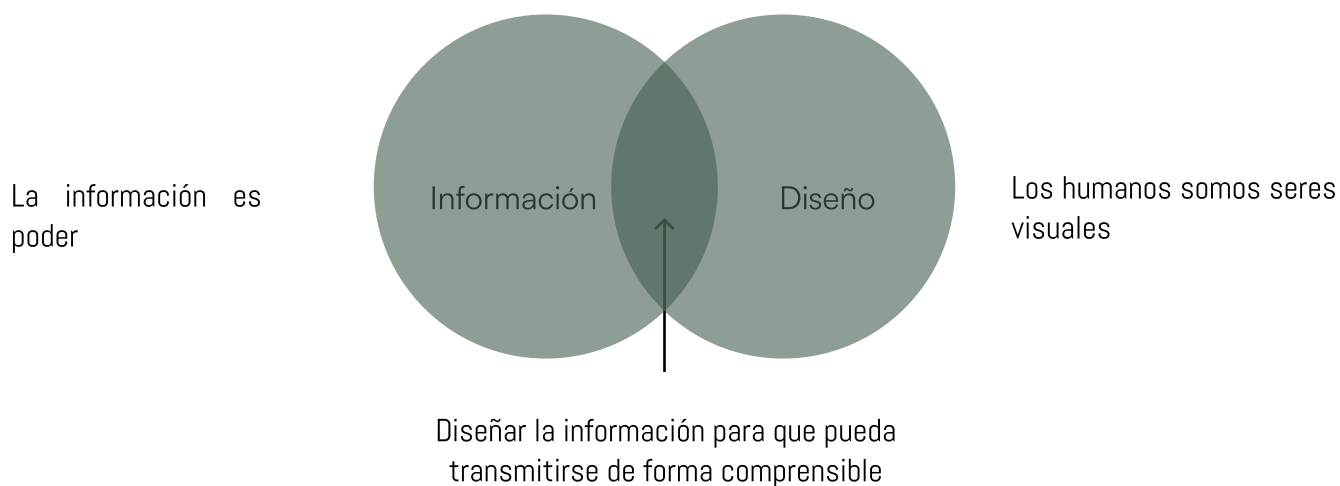 La información es
poder
Información
Diseño
Los humanos somos seres
visuales
Diseñar la información para que pueda
transmitirse de forma comprensible